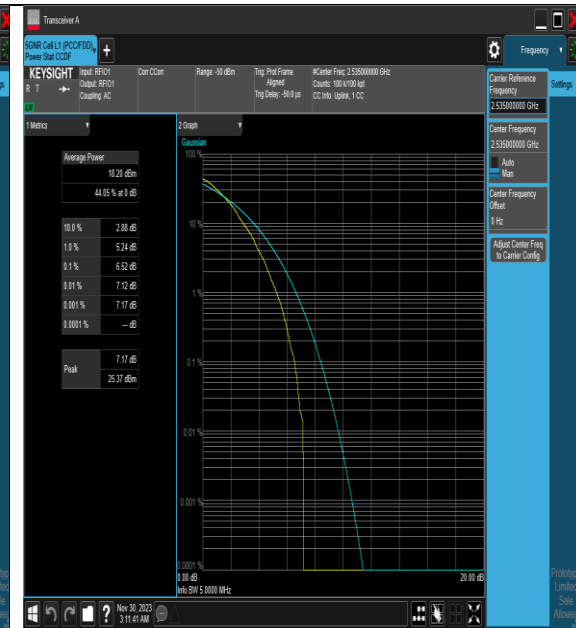 Transceiver A
5GNR Cell L1 (PCC/FDD),
Power Stat CCDF
+
Frequency
KEYSIGHT
R T
LXI
Input: RFIO1
Output: RFIO1
Coupling: AC
Corr CCorr
Range: -50 dBm
Trig: Prot Frame
Aligned
Trig Delay: -50.0 µs
#Center Freq: 2.535000000 GHz
Counts: 100 k/100 kpt
CC Info: Uplink, 1 CC
Carrier Reference
Frequency
2.535000000 GHz
Settings
Center Frequency
2.535000000 GHz
Auto
Man
Center Frequency
Offset
0 Hz
Adjust Center Freq
to Carrier Config
1 Metrics
Average Power
18.20 dBm
44.05 % at 0 dB
10.0 % 2.88 dB
1.0 % 5.24 dB
0.1 % 6.52 dB
0.01 % 7.12 dB
0.001 % 7.17 dB
0.0001 % --- dB
Peak
7.17 dB
25.37 dBm
2 Graph
Gaussian
100 %
10 %
1 %
0.1 %
0.01 %
0.001 %
0.0001 %
0.00 dB
20.00 dB
Info BW 5.0000 MHz
?
Nov 30, 2023
3:11:41 AM